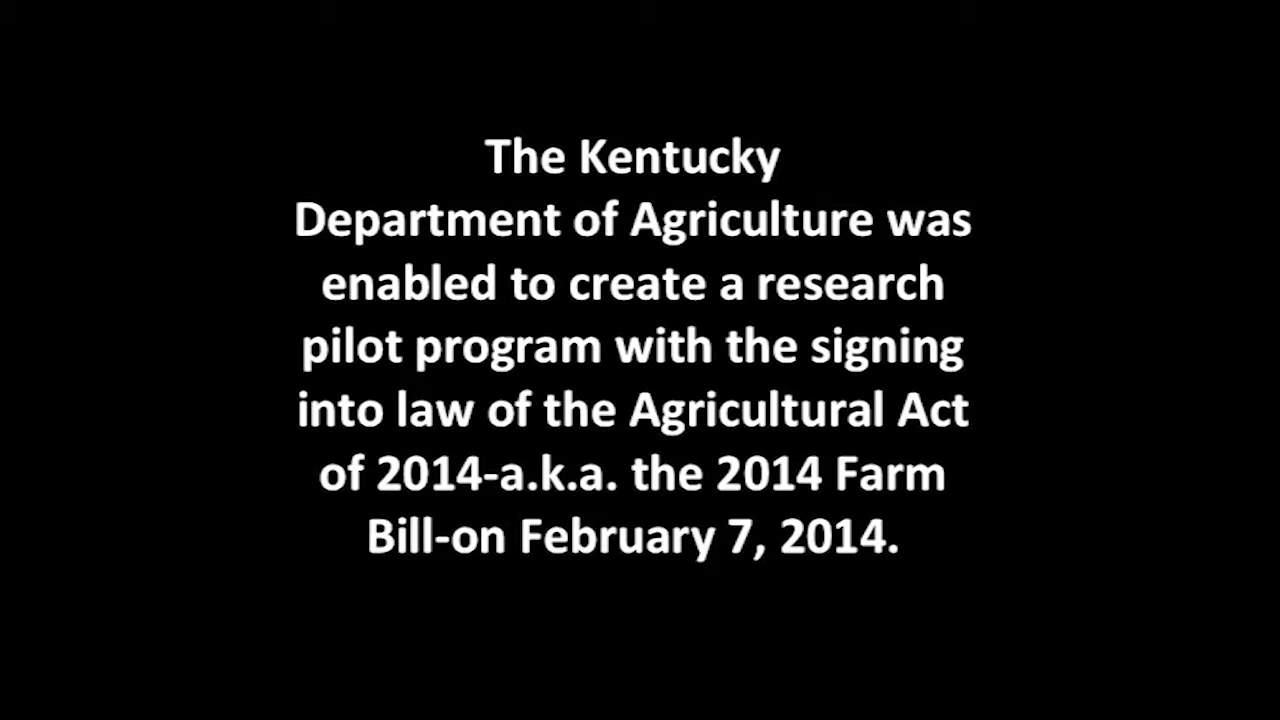 The Kentucky
Department of Agriculture was
enabled to create a research
pilot program with the signing
into law of the Agricultural Act
of 2014-a.k.a. the 2014 Farm
Bill-on February 7, 2014.